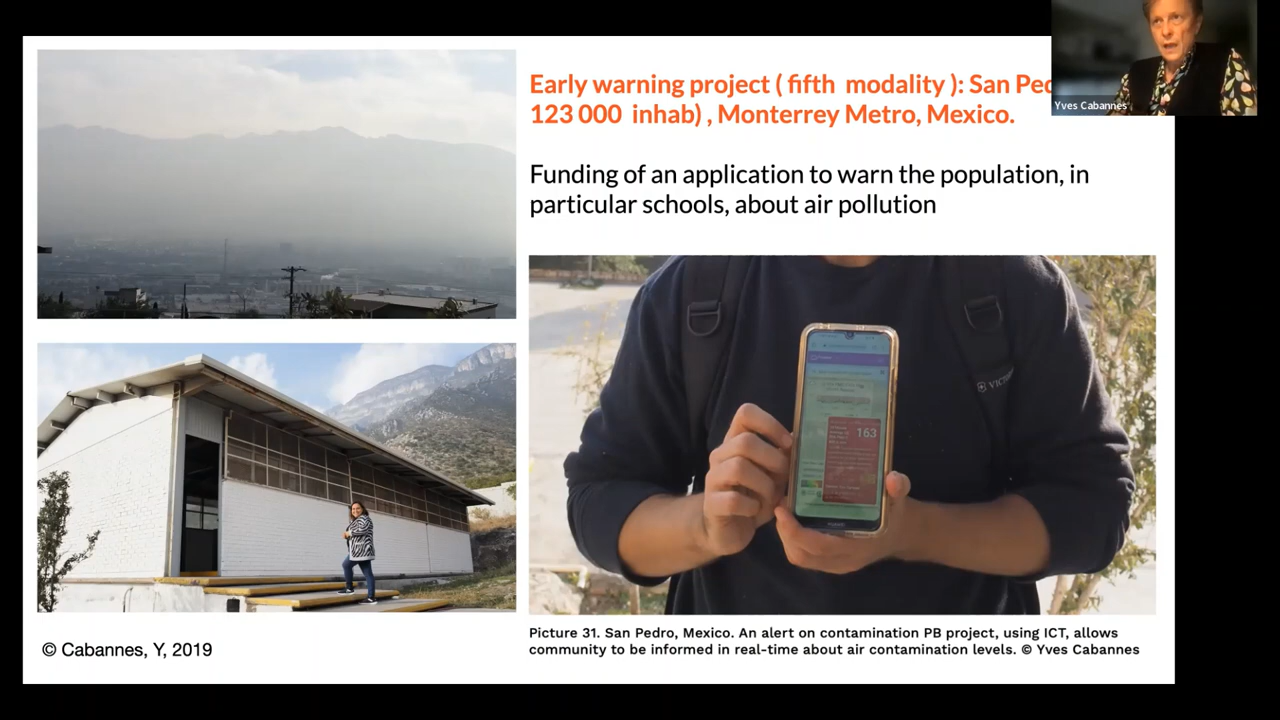 Early warning project ( fifth modality ): San
123 000 inhab) , Monterrey Metro, Mexico.
Yves Cabannes
Funding of an application to warn the population, in
particular schools, about air pollution
163
© Cabannes, Y, 2019
Picture 31. San Pedro, Mexico. An alert on contamination PB project, using ICT, allows
community to be informed in real-time about air contamination levels. © Yves Cabannes